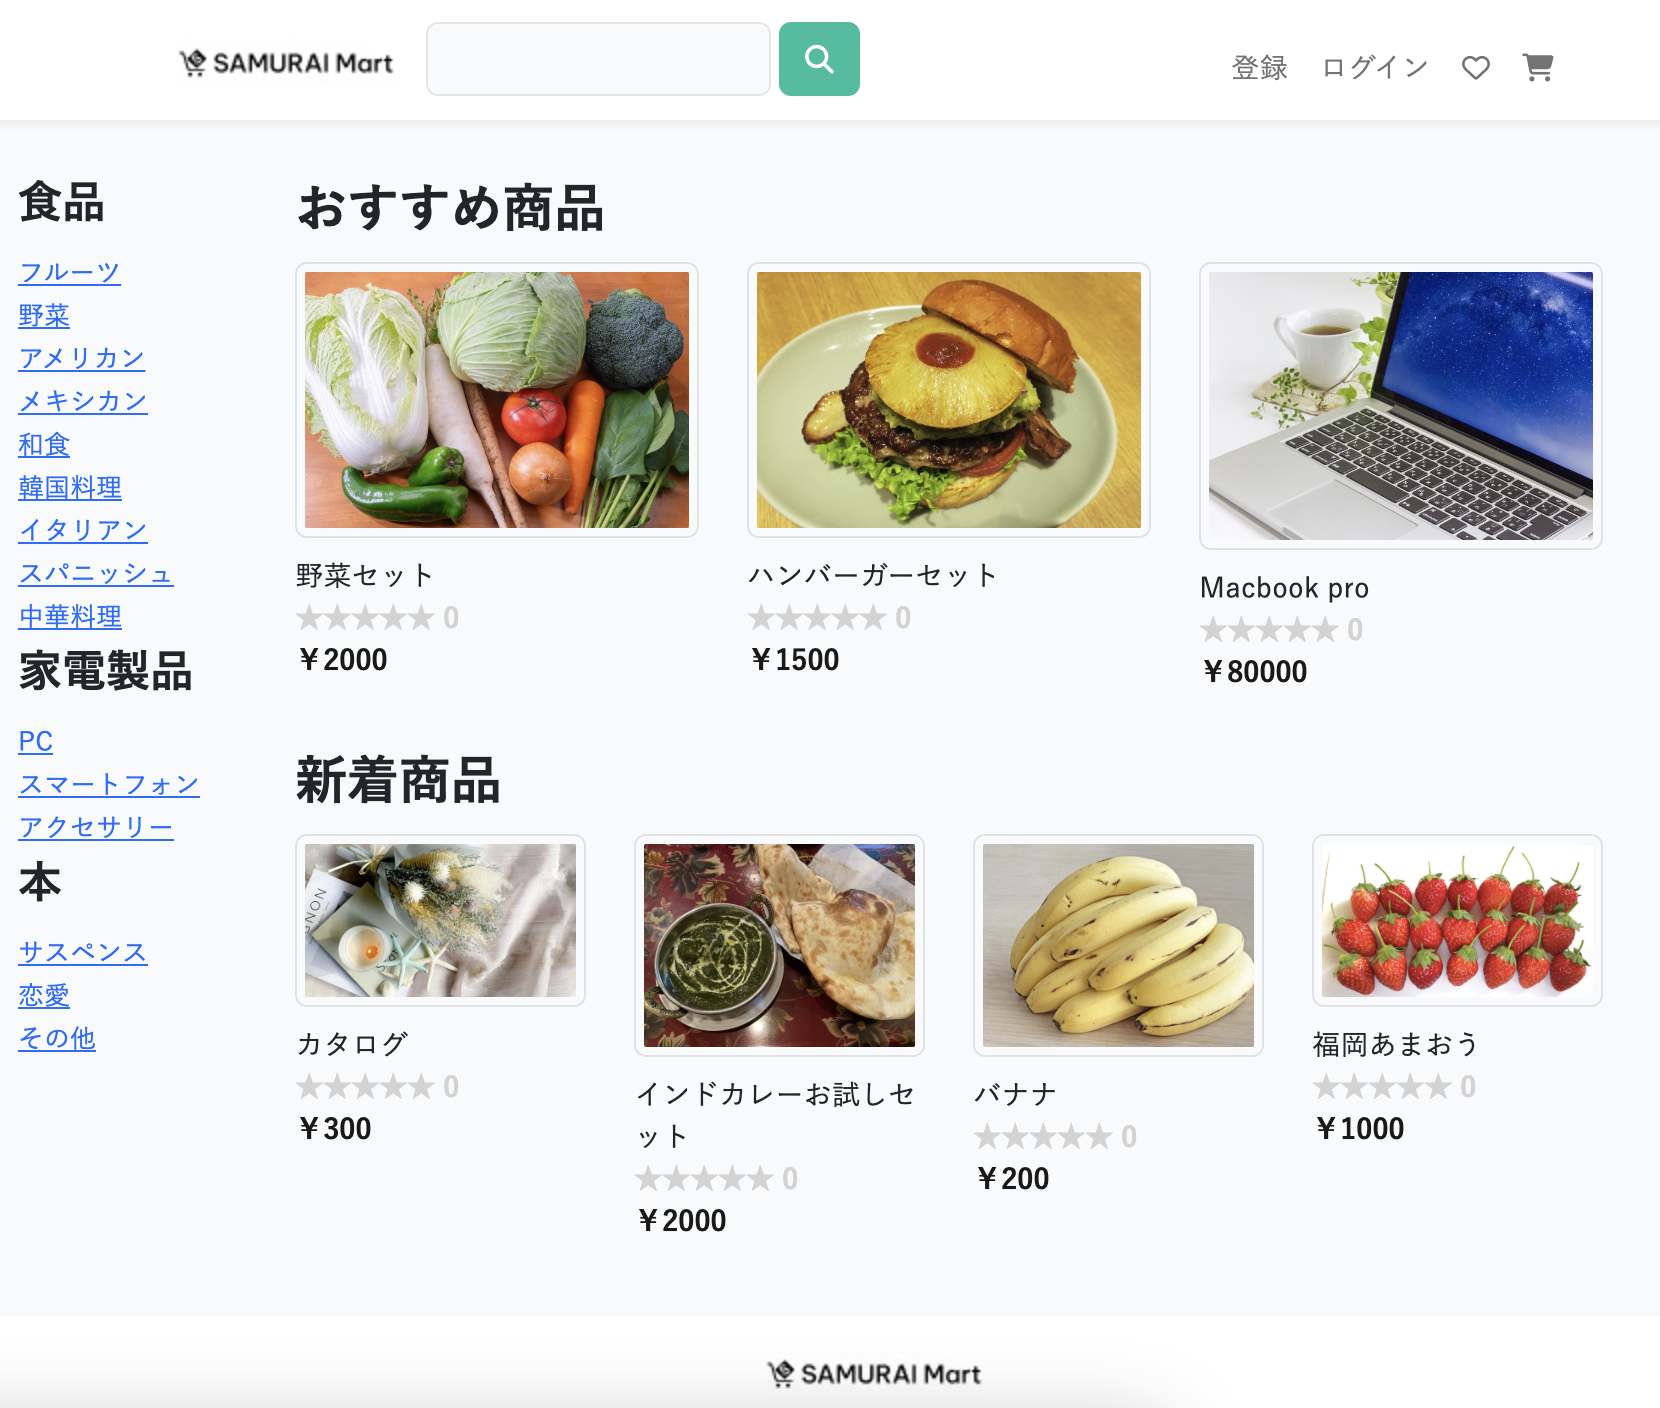 SAMURAI Mart
登録 ログイン
食品
フルーツ
野菜
アメリカン
メキシカン
和食
韓国料理
イタリアン
スパニッシュ
中華料理
家電製品
PC
スマートフォン
アクセサリー
本
サスペンス
恋愛
その他
おすすめ商品
野菜セット
★★★★★ 0
￥2000
ハンバーガーセット
★★★★★ 0
￥1500
Macbook pro
★★★★★ 0
￥80000
新着商品
カタログ
★★★★★ 0
￥300
インドカレーお試しセ
ット
★★★★★ 0
￥2000
バナナ
★★★★★ 0
￥200
福岡あまおう
★★★★★ 0
￥1000
SAMURAI Mart